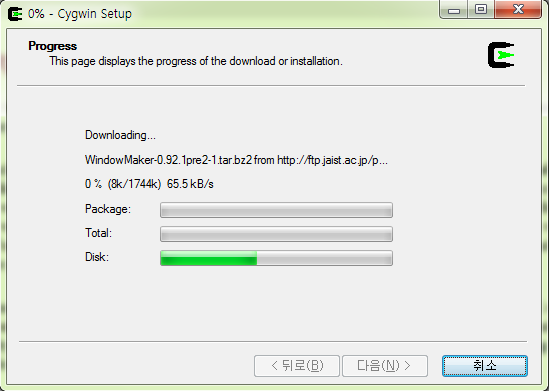 0% - Cygwin Setup
Progress
This page displays the progress of the download or installation.
Downloading...
WindowMaker-0.92.1pre2-1.tar.bz2 from http://ftp.jaist.ac.jp/p...
0 % (8k/1744k) 65.5 kB/s
Package:
Total:
Disk:
< 뒤로(B)
다음(N) >
취소